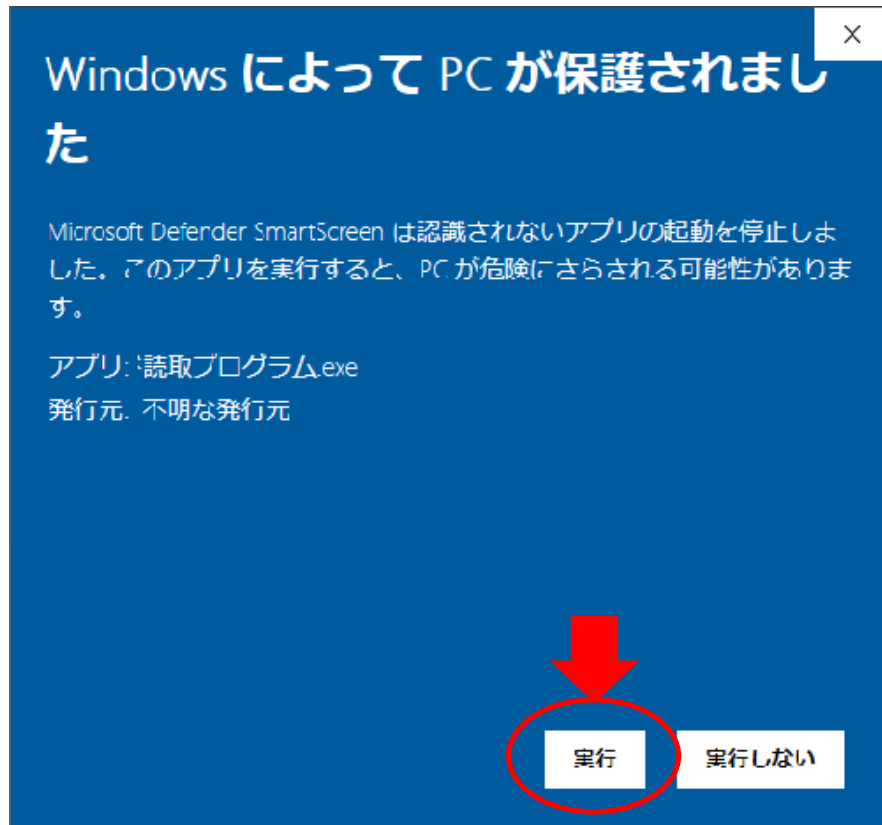 Windows によって PC が保護されまし
た
Microsoft Defender SmartScreen は認識されないアプリの起動を停止しま
した。このアプリを実行すると、PC が危険にさらされる可能性がありま
す。
アプリ: 読取プログラム.exe
発行元: 不明な発行元
実行
実行しない